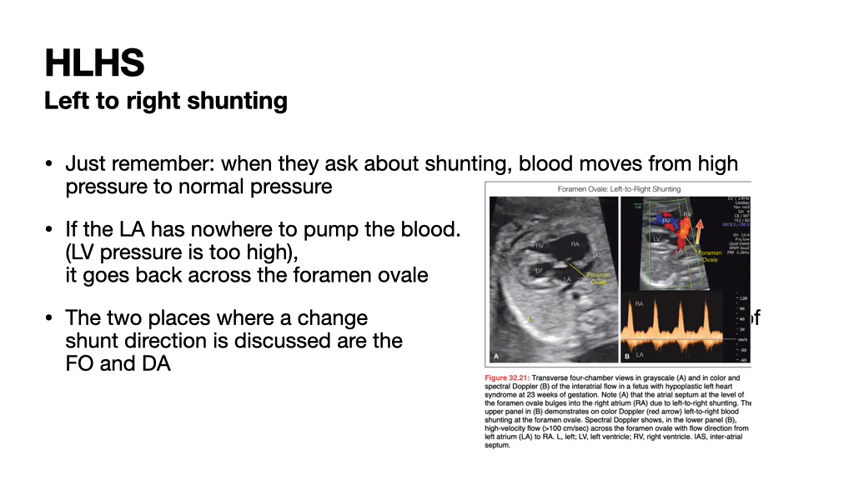 HLHS
Left to right shunting
• Just remember: when they ask about shunting, blood moves from high
pressure to normal pressure
• If the LA has nowhere to pump the blood.
(LV pressure is too high),
it goes back across the foramen ovale
• The two places where a change
of
shunt direction is discussed are the
FO and DA
Foramen Ovale: Left-to-Right Shunting
RV
RA
LV
LA
Foramen
Ovale
L
A
RV
RA
LV
Foramen
Ovale
RA
LA
B
Figure 32.21: Transverse four-chamber views in grayscale (A) and in color and
spectral Doppler (B) of the interatrial flow in a fetus with hypoplastic left heart
syndrome at 23 weeks of gestation. Note (A) that the atrial septum at the level of
the foramen ovale bulges into the right atrium (RA) due to left-to-right shunting. The
upper panel in (B) demonstrates on color Doppler (red arrow) left-to-right blood
shunting at the foramen ovale. Spectral Doppler shows, in the lower panel (B),
high-velocity flow (>100 cm/sec) across the foramen ovale with flow direction from
left atrium (LA) to RA. L, left; LV, left ventricle; RV, right ventricle. IAS, inter-atrial
septum.